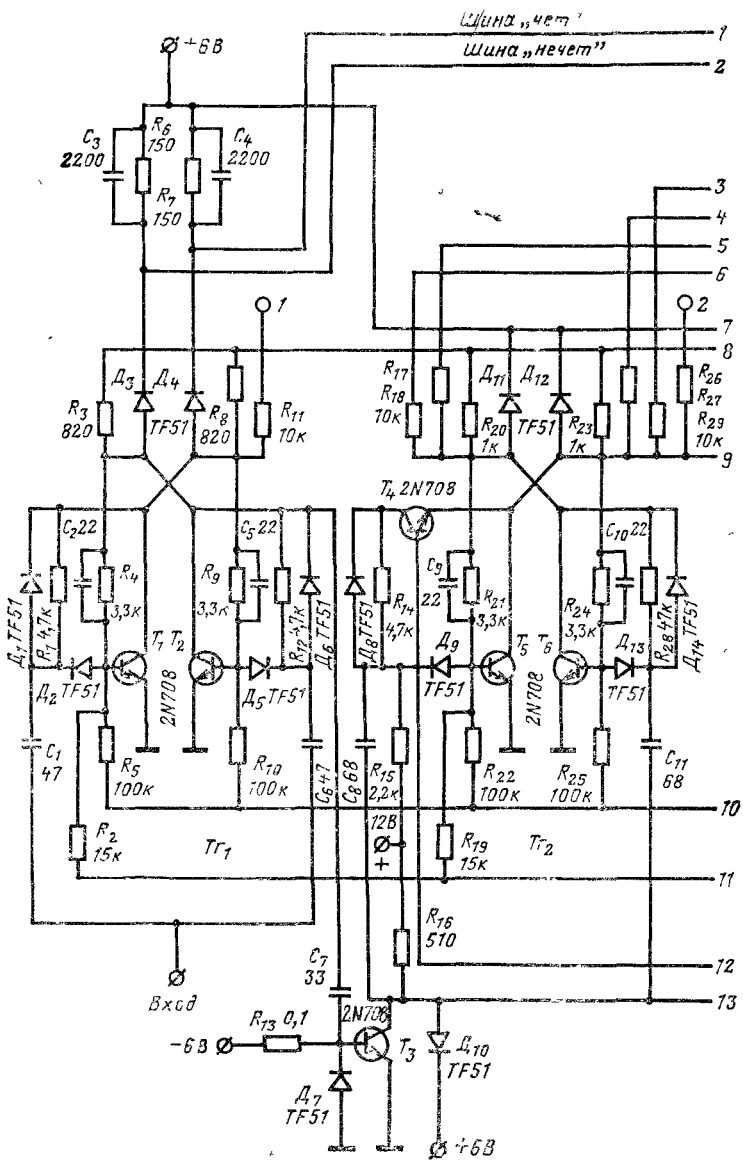 Шина „чет"
1
+6В
Шина „нечет"
2
C3
2200
R6
150
C4
2200
R7
150
3
4
5
6
1
2
7
8
Д3
Д4
R3
820
TF51
R8
820
R11
10к
R17
R18
10к
Д11
Д12
R20
1к
TF51
R23
1к
R26
R27
R29
10к
9
T4 2N708
C2 22
C5 22
C9
22
C10 22
Д1 TF51
R1 4,7к
R4
3,3к
T1
T2
R9
3,3к
R12 4,7к
Д6 TF51
Д8 TF51
R14
4,7к
R21
3,3к
Д9
TF51
T5
T6
R24
3,3к
Д13
TF51
R28 47к
Д14 TF51
Д2
TF51
2N708
Д5 TF51
2N708
C1
47
R5
100к
R10
100к
C6 47
C8 68
R15
2,2к
R22
100к
R25
100к
C11
68
10
R2
15к
Тг1
12В
+
R19
15к
Тг2
11
R16
510
C7
33
12
Вход
13
R13 0,1
2N708
-6В
T3
Д10
TF51
Д7
TF51
+6В